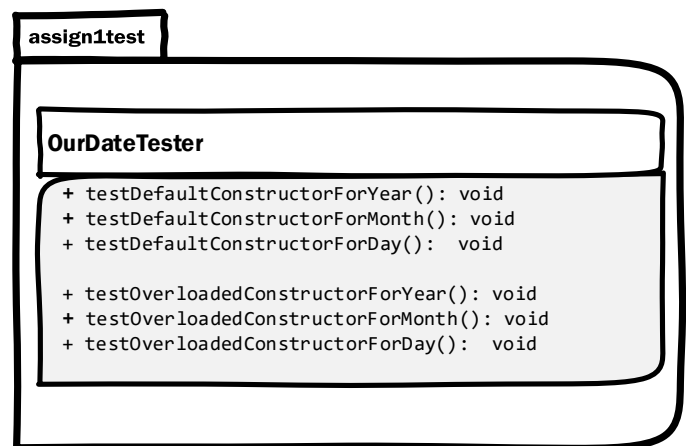 assign1test
OurDateTester
+ testDefaultConstructorForYear(): void
+ testDefaultConstructorForMonth(): void
+ testDefaultConstructorForDay():  void
+ testOverloadedConstructorForYear(): void
+ testOverloadedConstructorForMonth(): void
+ testOverloadedConstructorForDay():  void